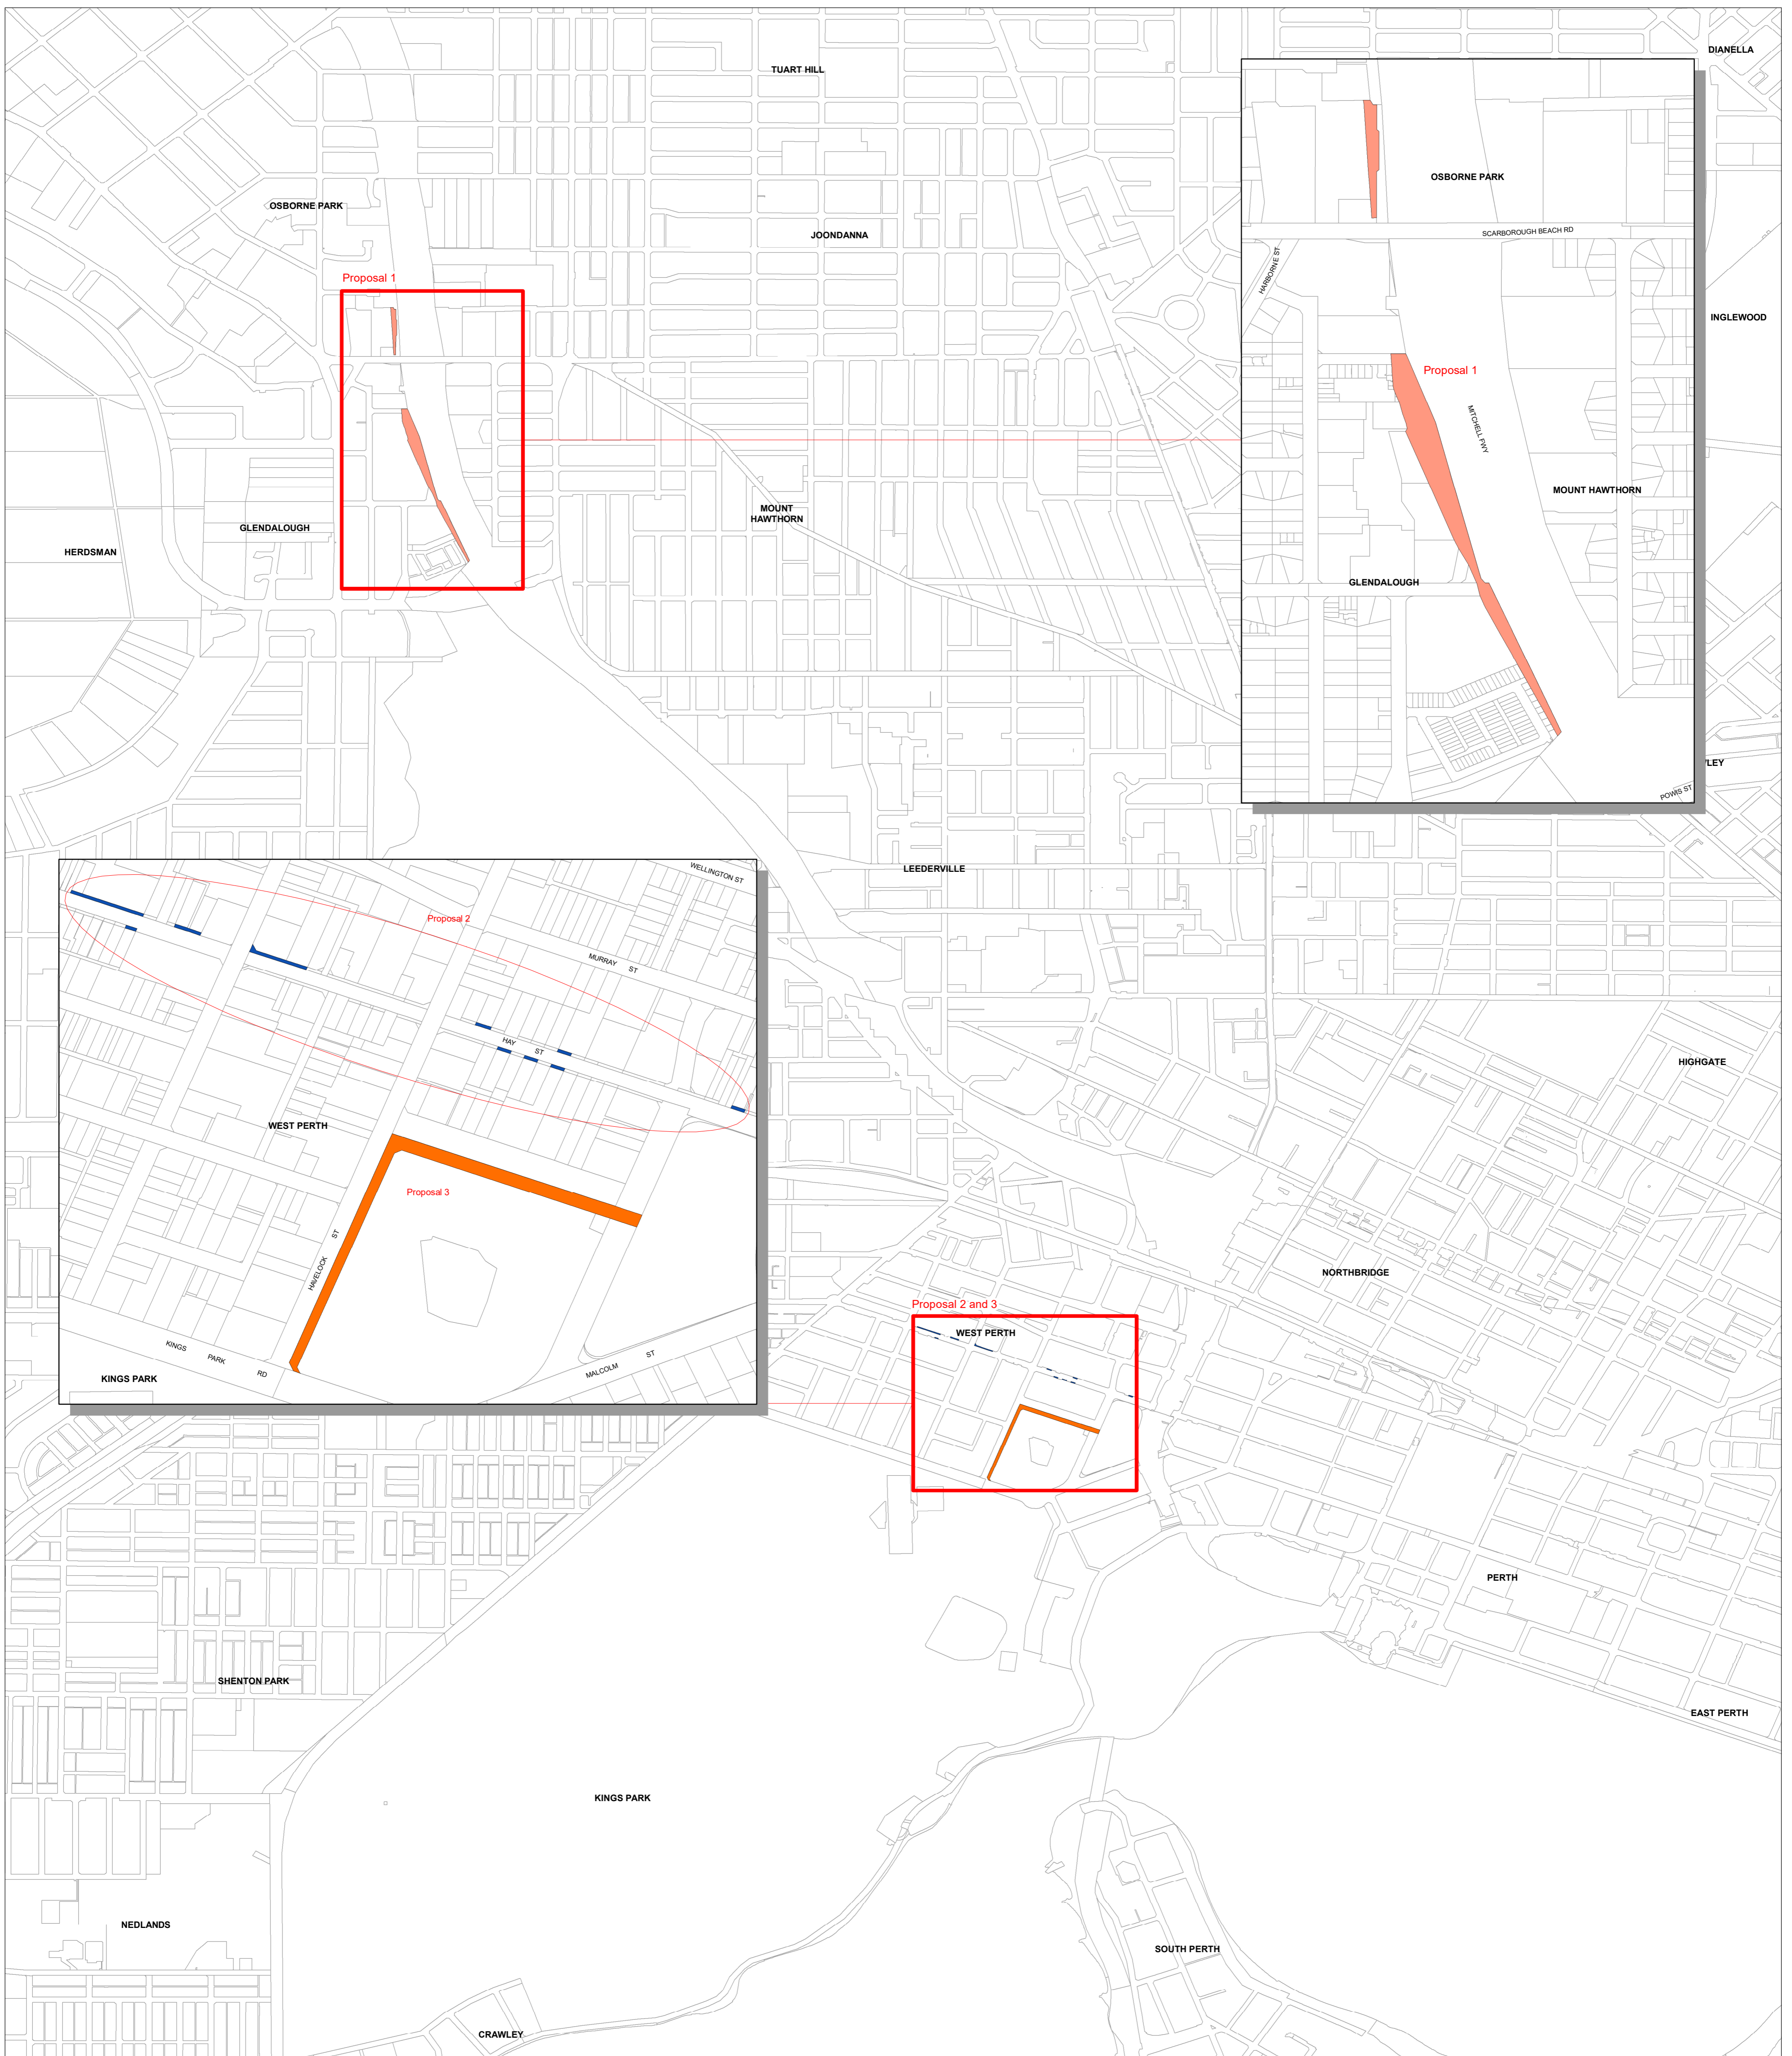 DIANELLA
TUART HILL
OSBORNE PARK
OSBORNE PARK
JOONDANNA
SCARBOROUGH BEACH RD
HARBORNE ST
Proposal 1
INGLEWOOD
Proposal 1
MITCHELL FWY
MOUNT HAWTHORN
MOUNT
HAWTHORN
GLENDALOUGH
HERDSMAN
GLENDALOUGH
POWIS ST
LEEDERVILLE
WELLINGTON ST
Proposal 2
MURRAY ST
HAY ST
HIGHGATE
WEST PERTH
Proposal 3
HAVELOCK ST
NORTHBRIDGE
Proposal 2 and 3
WEST PERTH
KINGS PARK RD
MALCOLM ST
KINGS PARK
PERTH
SHENTON PARK
EAST PERTH
KINGS PARK
NEDLANDS
SOUTH PERTH
CRAWLEY